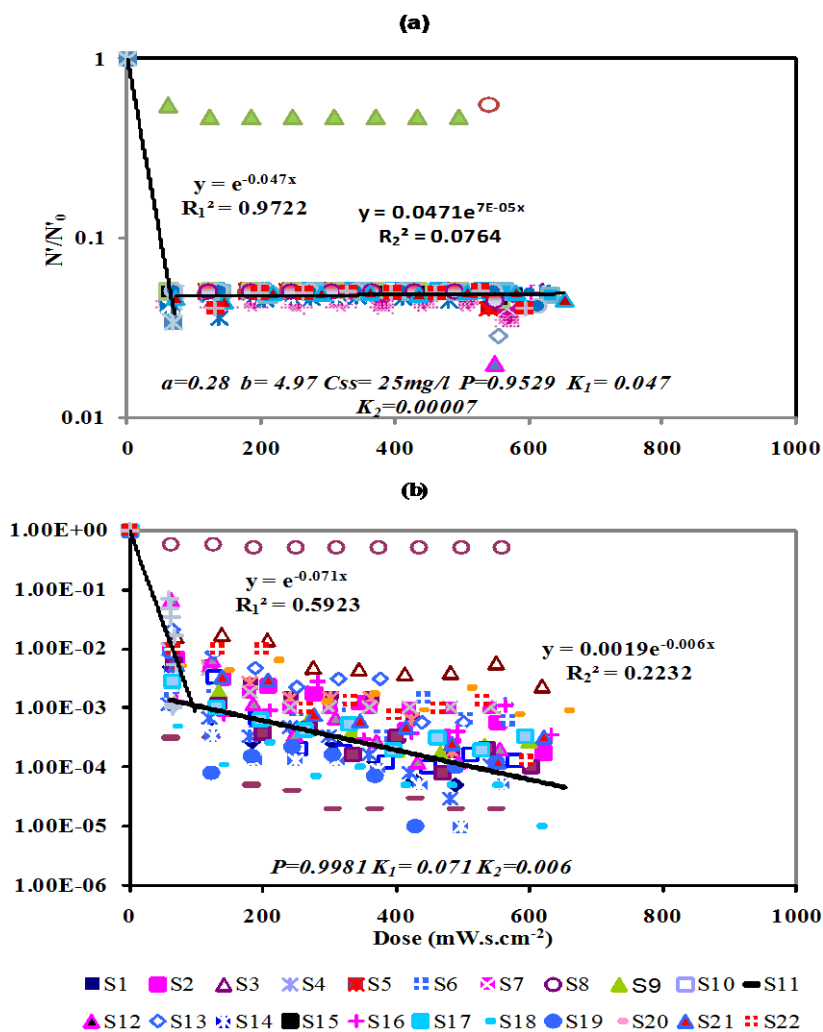 (a)
1
y = e^-0.047x
R₁² = 0.9722
y = 0.0471e^7E-05x
R₂² = 0.0764
N'/N'₀
0.1
a=0.28 b= 4.97 Css= 25mg/l P=0.9529 K₁= 0.047
K₂=0.00007
0.01
0 200 400 600 800 1000
(b)
1.00E+00
1.00E-01
y = e^-0.071x
R₁² = 0.5923
1.00E-02
y = 0.0019e^-0.006x
R₂² = 0.2232
1.00E-03
1.00E-04
1.00E-05
P=0.9981 K₁= 0.071 K₂=0.006
1.00E-06
0 200 400 600 800 1000
Dose (mW.s.cm⁻²)
S1 S2 S3 S4 S5 S6 S7 S8 S9 S10 S11
S12 S13 S14 S15 S16 S17 S18 S19 S20 S21 S22